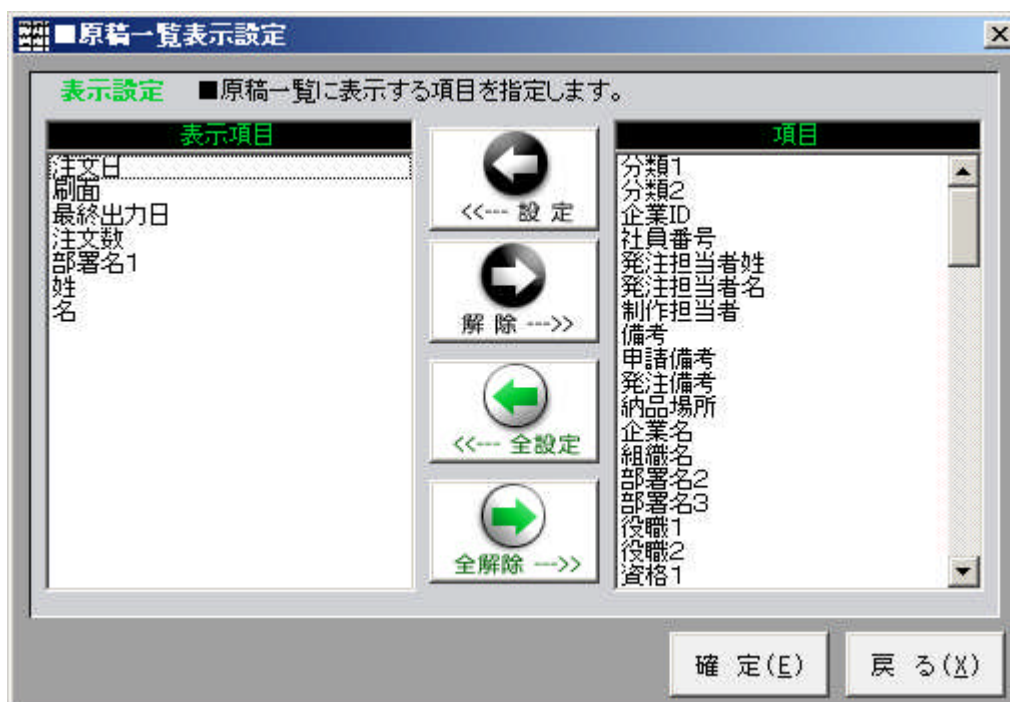 ■原稿一覧表示設定
表示設定 ■原稿一覧に表示する項目を指定します。
表示項目
注文日
刷面
最終出力日
注文数
部署名1
姓
名
<<--- 設 定
解 除 --->>
<<--- 全設定
全解除 --->>
項目
分類1
分類2
企業ID
社員番号
発注担当者姓
発注担当者名
制作担当者
備考
申請備考
発注備考
納品場所
企業名
組織名
部署名2
部署名3
役職1
役職2
資格1
確 定(E)
戻 る(X)